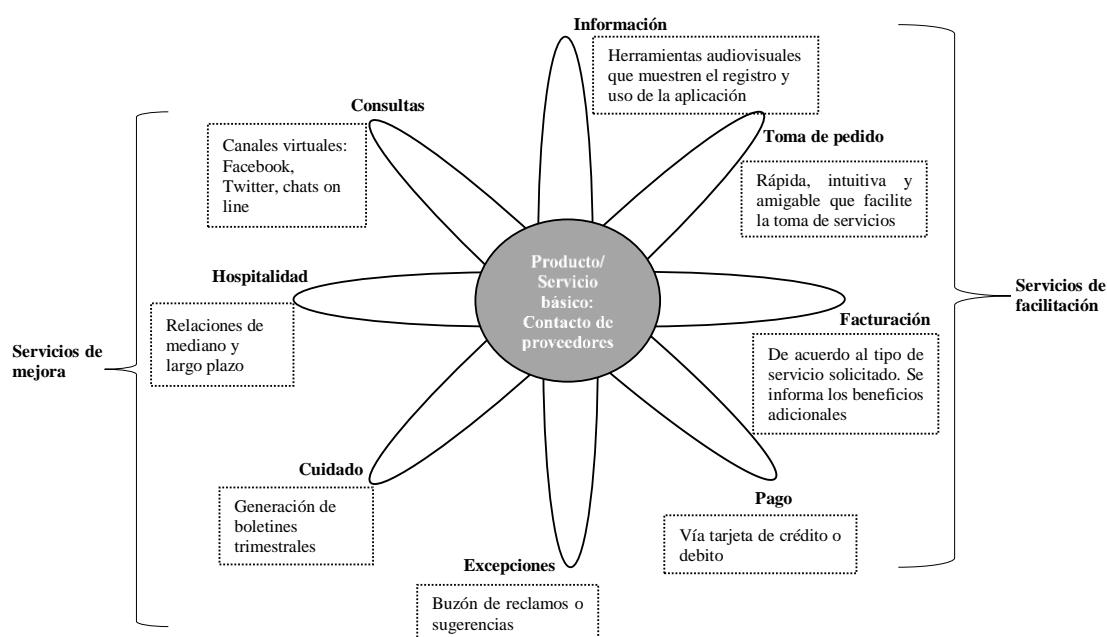 Información
Herramientas audiovisuales
que muestren el registro y
uso de la aplicación
Toma de pedido
Rápida, intuitiva y
amigable que facilite
la toma de servicios
Servicios de
facilitación
Facturación
De acuerdo al tipo de
servicio solicitado. Se
informa los beneficios
adicionales
Pago
Vía tarjeta de crédito o
debito
Excepciones
Buzón de reclamos o
sugerencias
Cuidado
Generación de
boletines
trimestrales
Servicios de
mejora
Hospitalidad
Relaciones de
mediano y
largo plazo
Consultas
Canales virtuales:
Facebook,
Twitter, chats on
line
Producto/
Servicio
básico:
Contacto de
proveedores